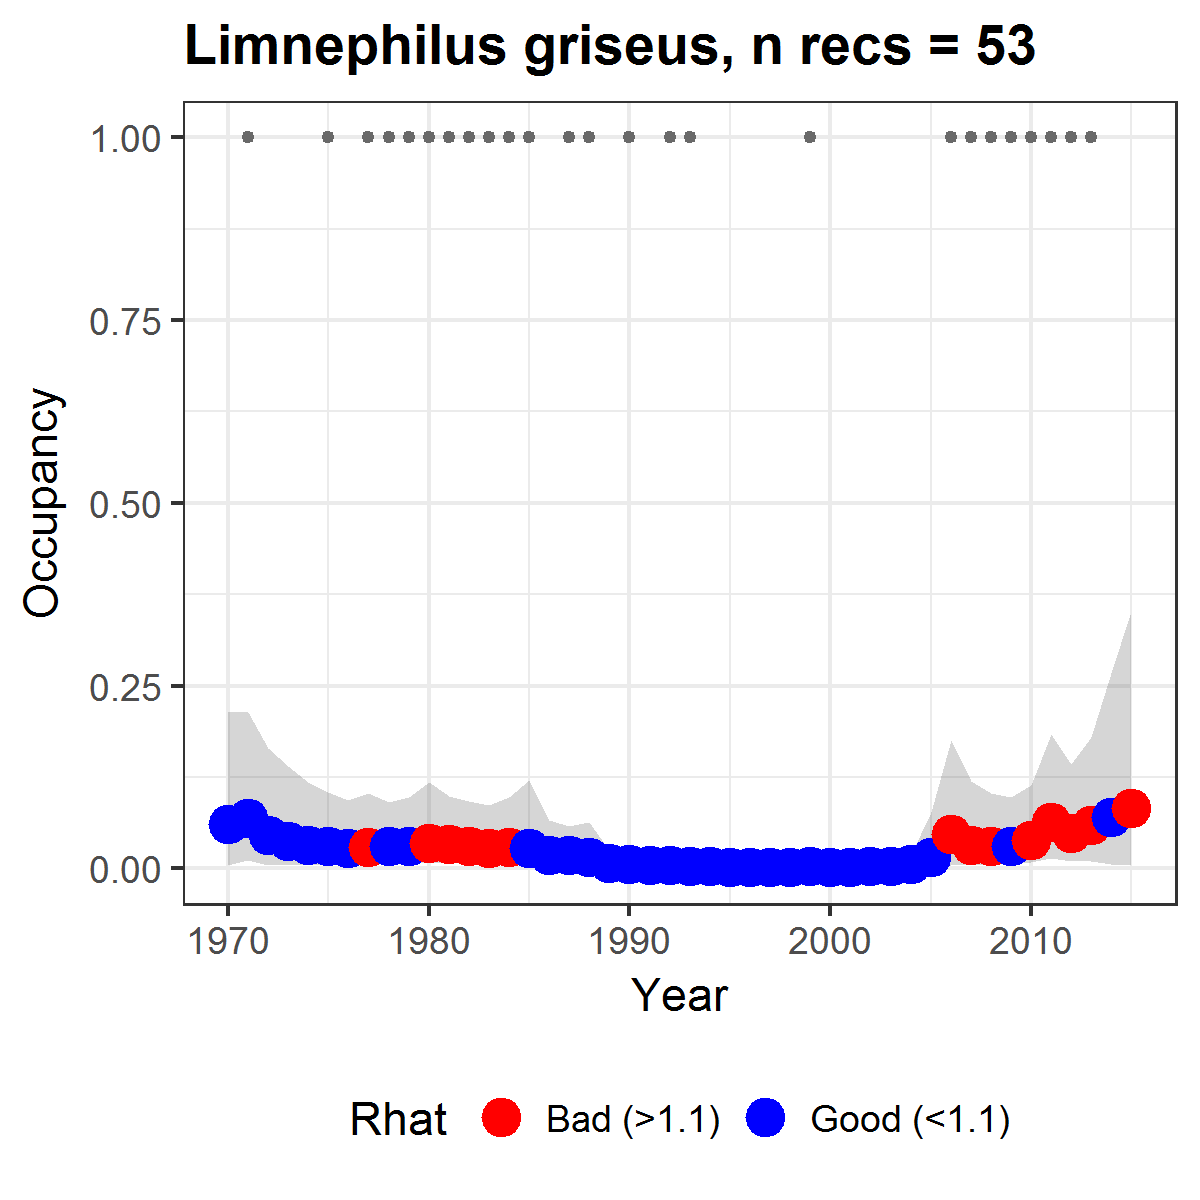 Limnephilus griseus, n recs = 53
1.00
0.75
0.50
0.25
0.00
Occupancy
1970 1980 1990 2000 2010
Year
Rhat Bad (>1.1) Good (<1.1)